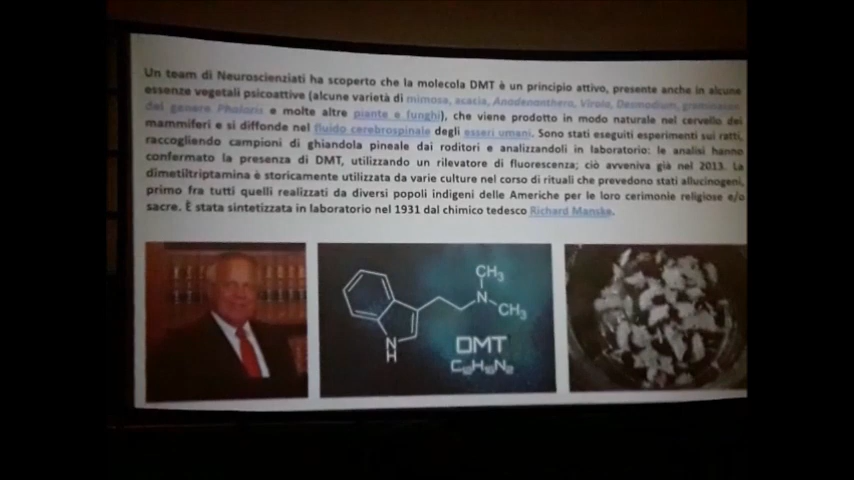 Un team di Neuroscienziati ha scoperto che la molecola DMT è un principio attivo, presente anche in alcune
essenze vegetali psicoattive (alcune varietà di mimosa, acacia, Anadenanthera, Virola, Desmodium, graminacee
del genere Phalaris e molte altre piante e funghi), che viene prodotto in modo naturale nel cervello dei
mammiferi e si diffonde nel fluido cerebrospinale degli esseri umani. Sono stati eseguiti esperimenti sui ratti,
raccogliendo campioni di ghiandola pineale dai roditori e analizzandoli in laboratorio: le analisi hanno
confermato la presenza di DMT, utilizzando un rilevatore di fluorescenza; ciò avveniva già nel 2013. La
dimetiltriptamina è storicamente utilizzata da varie culture nel corso di rituali che prevedono stati allucinogeni,
primo fra tutti quelli realizzati da diversi popoli indigeni delle Americhe per le loro cerimonie religiose e/o
sacre. È stata sintetizzata in laboratorio nel 1931 dal chimico tedesco Richard Manske.
CH3
N
CH3
N
H
DMT
C12H16N2